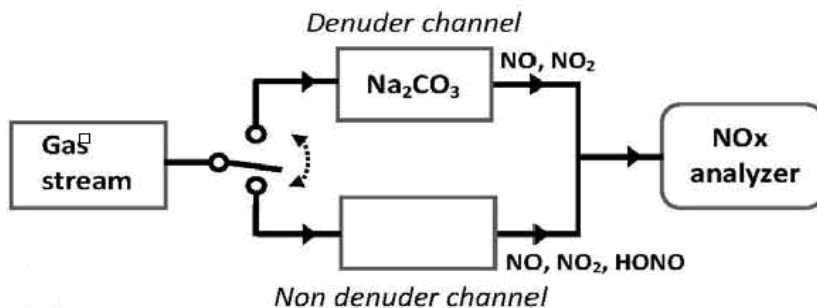 Denuder channel
NO, NO₂
Na₂CO₃
Gas
stream
NOx
analyzer
NO, NO₂, HONO
Non denuder channel